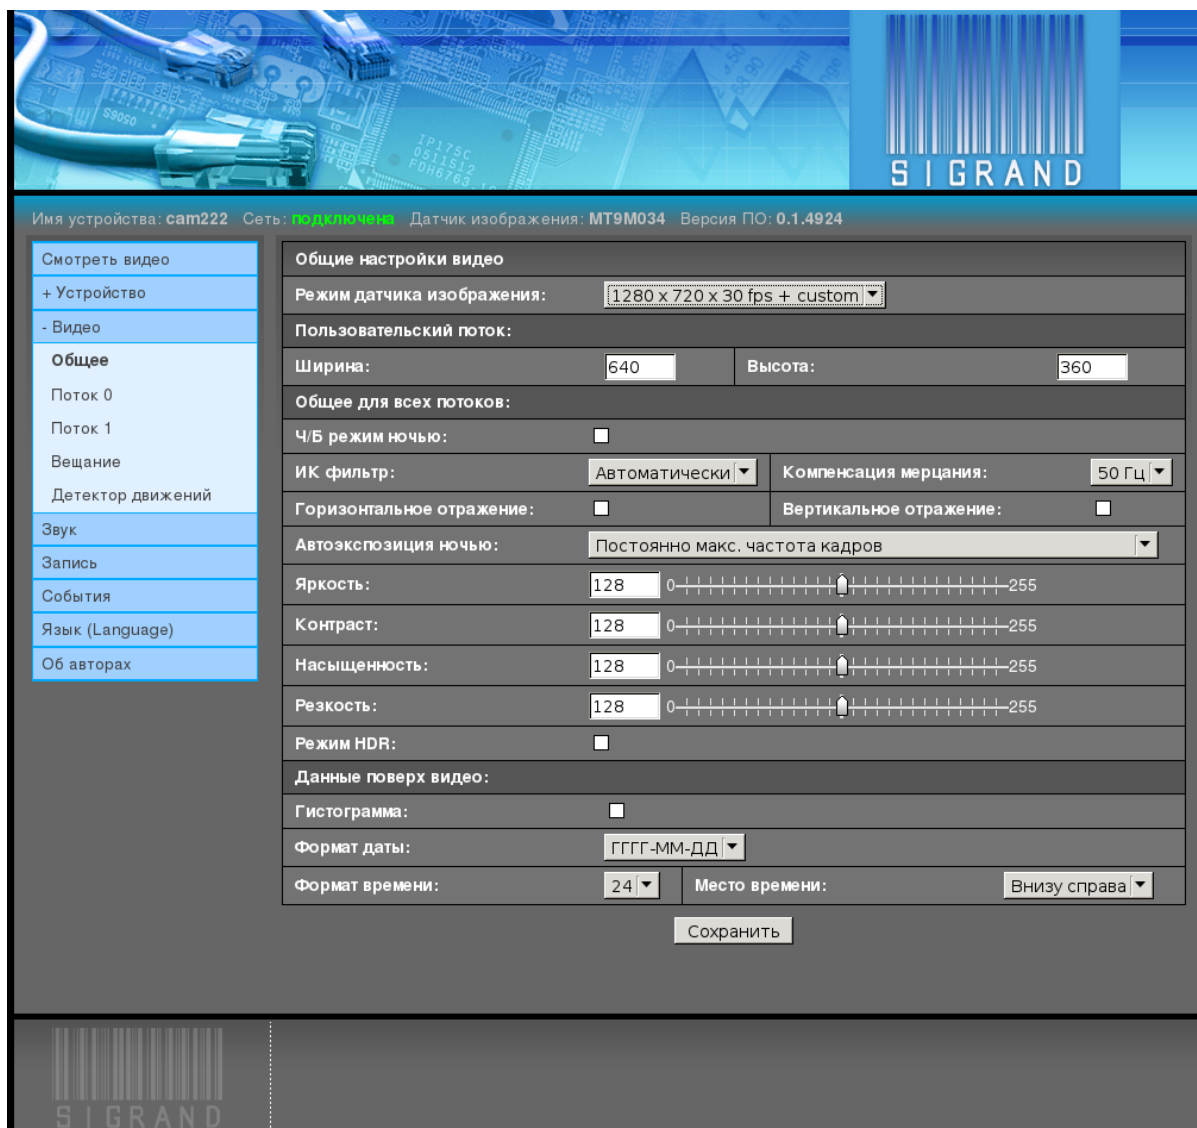 S9050
IP175C
0511S12
SIGRAND
Имя устройства: cam222 Сеть: подключена Датчик изображения: MT9M034 Версия ПО: 0.1.4924
Смотреть видео
+ Устройство
- Видео
Общее
Поток 0
Поток 1
Вещание
Детектор движений
Звук
Запись
События
Язык (Language)
Об авторах
Общие настройки видео
Режим датчика изображения: 1280 x 720 x 30 fps + custom
Пользовательский поток:
Ширина: 640 Высота: 360
Общее для всех потоков:
Ч/Б режим ночью:
ИК фильтр: Автоматически Компенсация мерцания: 50 Гц
Горизонтальное отражение: Вертикальное отражение:
Автоэкспозиция ночью: Постоянно макс. частота кадров
Яркость: 128 0 255
Контраст: 128 0 255
Насыщенность: 128 0 255
Резкость: 128 0 255
Режим HDR:
Данные поверх видео:
Гистограмма:
Формат даты: ГГГГ-ММ-ДД
Формат времени: 24 Место времени: Внизу справа
Сохранить
SIGRAND